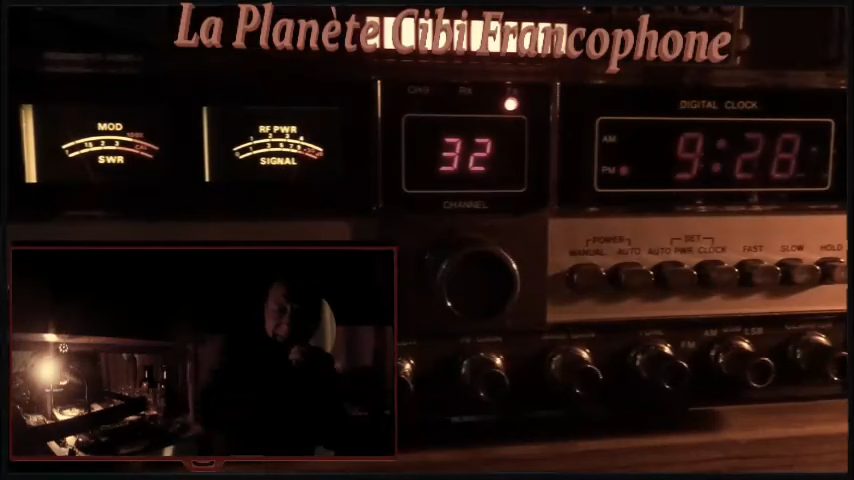 La Planète Cibi Francophone
CH9 RX TX
DIGITAL CLOCK
MOD
SWR
RF PWR
SIGNAL
32
CHANNEL
AM
PM
9:28
POWER SET
MANUAL AUTO AUTO PWR CLOCK FAST SLOW HOLD
FM AM LSB